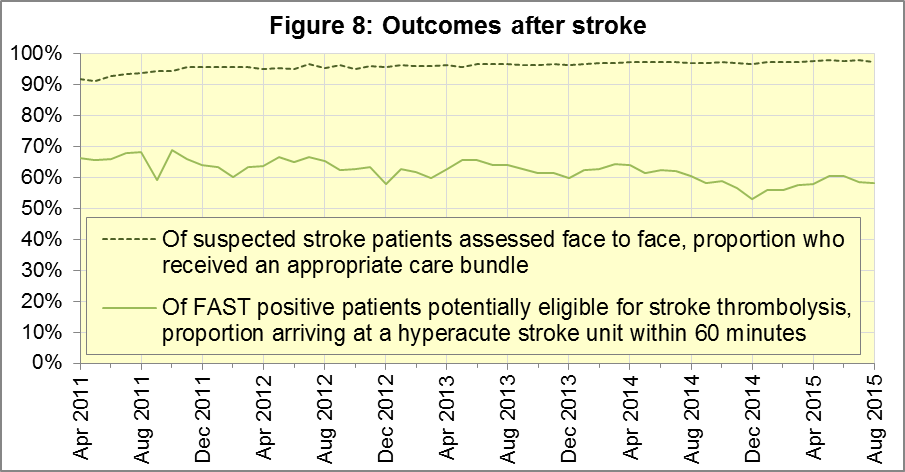 Figure 8: Outcomes after stroke
100%
90%
80%
70%
60%
50%
40%
30%
20%
10%
0%
Of suspected stroke patients assessed face to face, proportion who
received an appropriate care bundle
Of FAST positive patients potentially eligible for stroke thrombolysis,
proportion arriving at a hyperacute stroke unit within 60 minutes
Apr 2011
Aug 2011
Dec 2011
Apr 2012
Aug 2012
Dec 2012
Apr 2013
Aug 2013
Dec 2013
Apr 2014
Aug 2014
Dec 2014
Apr 2015
Aug 2015